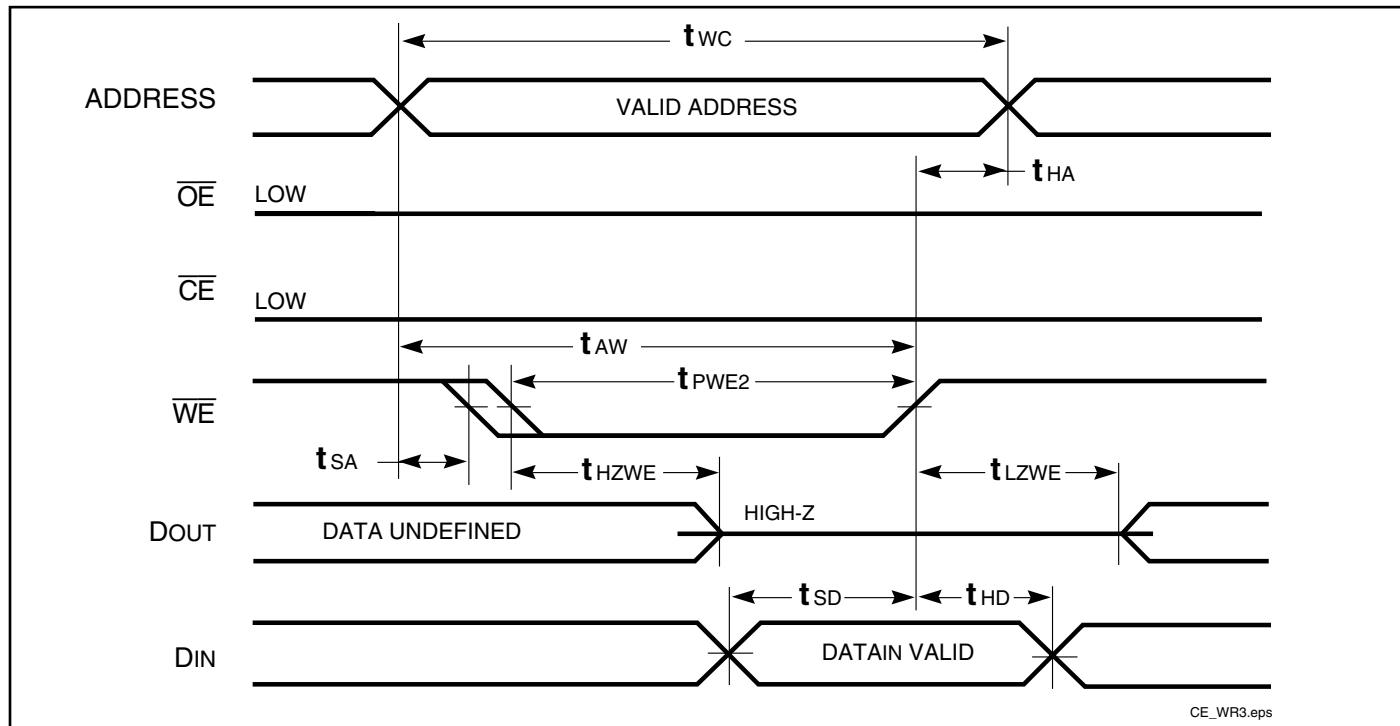 tWC
ADDRESS
VALID ADDRESS
tHA
OE
LOW
CE
LOW
tAW
tPWE2
WE
tSA
tHZWE
tLZWE
DOUT
DATA UNDEFINED
HIGH-Z
tSD
tHD
DIN
DATAIN VALID
CE_WR3.eps